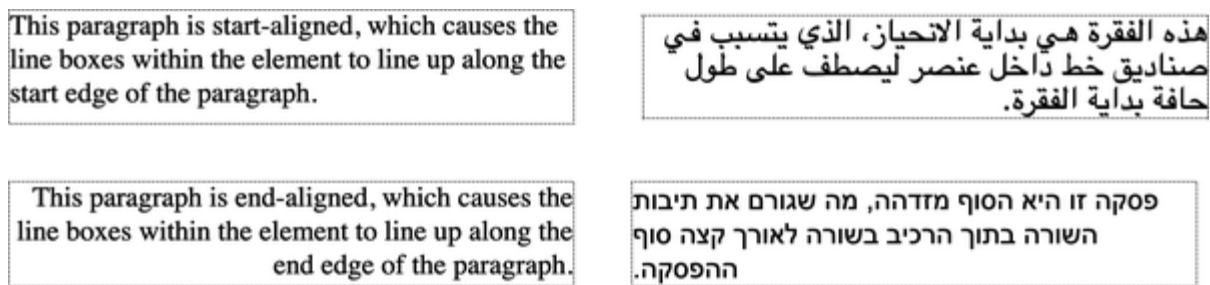 This paragraph is start-aligned, which causes the
line boxes within the element to line up along the
start edge of the paragraph.
هذه الفقرة هي بداية الانحياز، الذي يتسبب في
صناديق خط داخل عنصر ليصطف على طول
حافة بداية الفقرة.
This paragraph is end-aligned, which causes the
line boxes within the element to line up along the
end edge of the paragraph.
פסקה זו היא הסוף מזדהה, מה שגורם את תיבות
השורה בתוך הרכיב בשורה לאורך קצה סוף
ההפסקה.